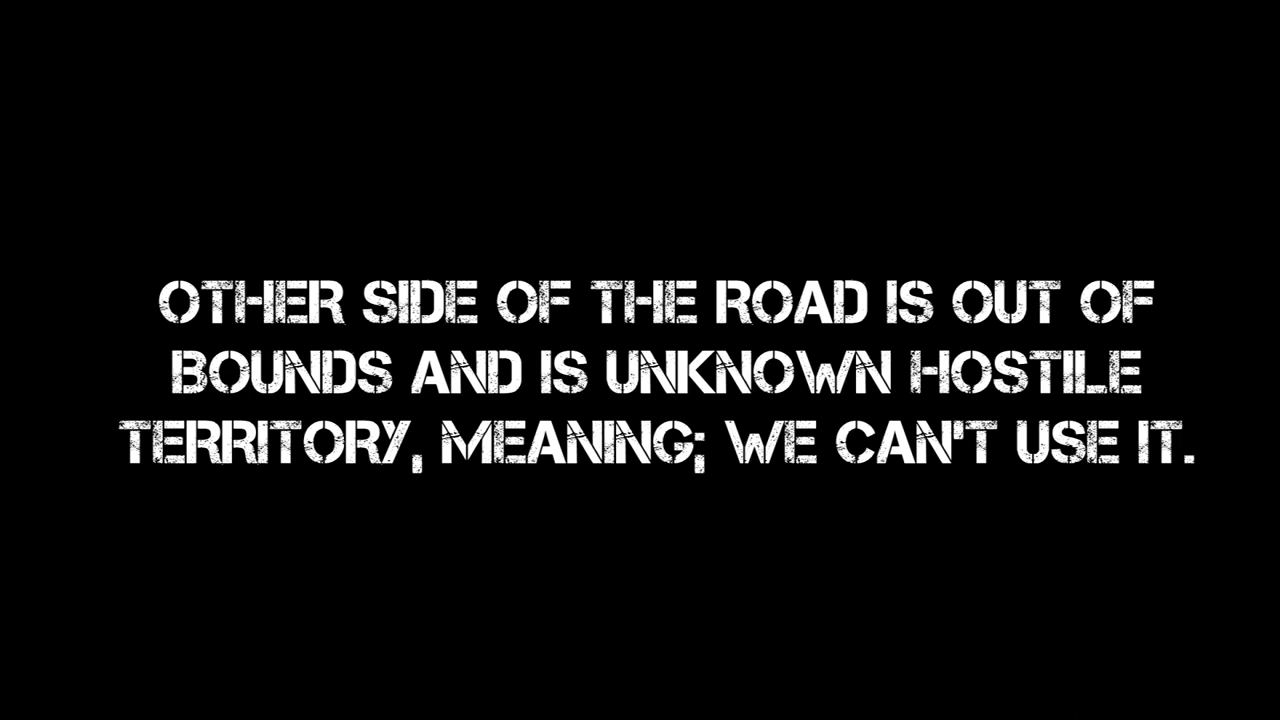 OTHER SIDE OF THE ROAD IS OUT OF
BOUNDS AND IS UNKNOWN HOSTILE
TERRITORY, MEANING; WE CAN'T USE IT.